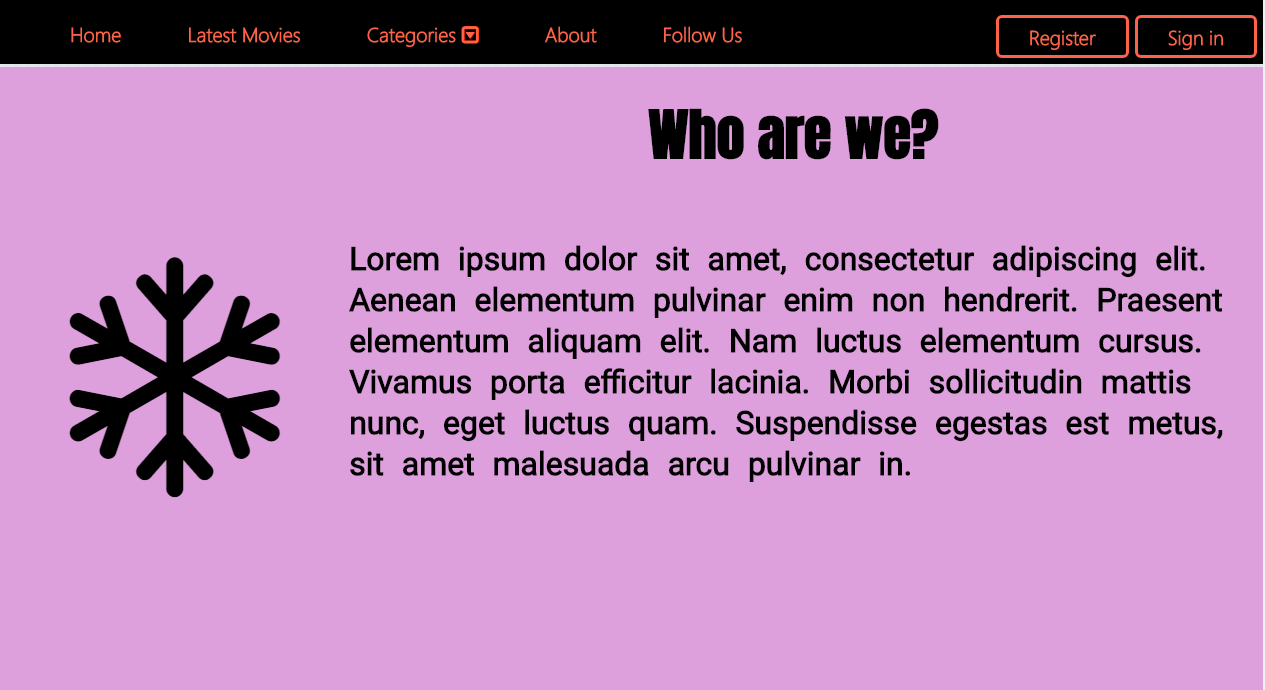 Home Latest Movies Categories About Follow Us Register Sign in
Who are we?
Lorem ipsum dolor sit amet, consectetur adipiscing elit.
Aenean elementum pulvinar enim non hendrerit. Praesent
elementum aliquam elit. Nam luctus elementum cursus.
Vivamus porta efficitur lacinia. Morbi sollicitudin mattis
nunc, eget luctus quam. Suspendisse egestas est metus,
sit amet malesuada arcu pulvinar in.